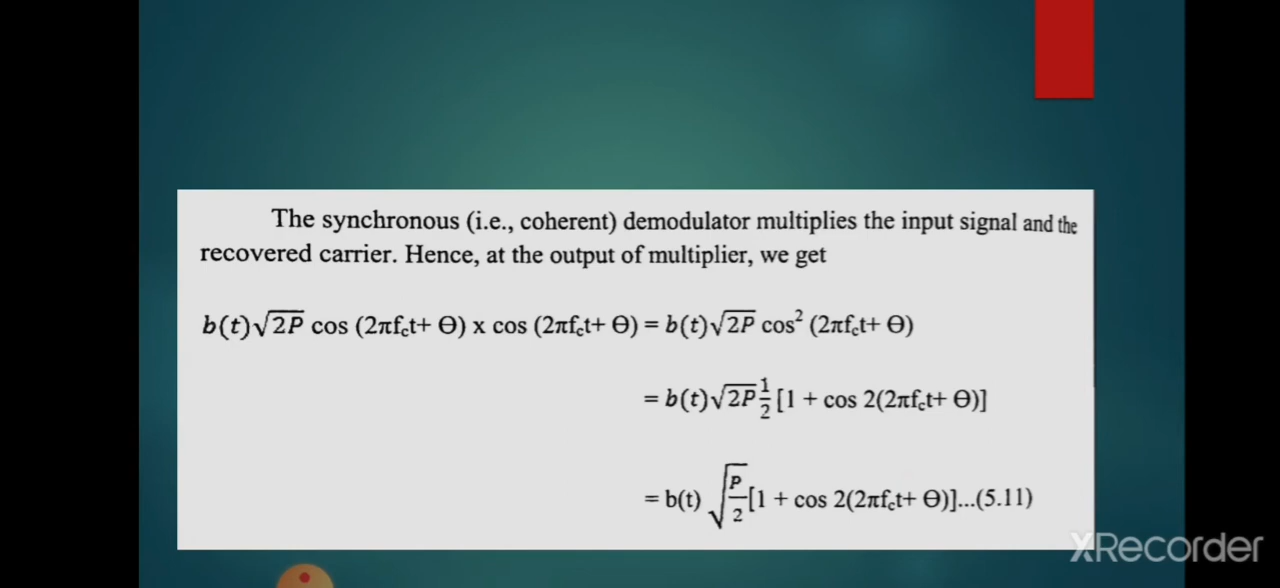 The synchronous (i.e., coherent) demodulator multiplies the input signal and the
recovered carrier. Hence, at the output of multiplier, we get
b(t)√2P cos (2πf꜀t+ Θ) x cos (2πf꜀t+ Θ) = b(t)√2P cos² (2πf꜀t+ Θ)
= b(t)√2P ½ [1 + cos 2(2πf꜀t+ Θ)]
= b(t) √(P/2) [1 + cos 2(2πf꜀t+ Θ)]...(5.11)
XRecorder